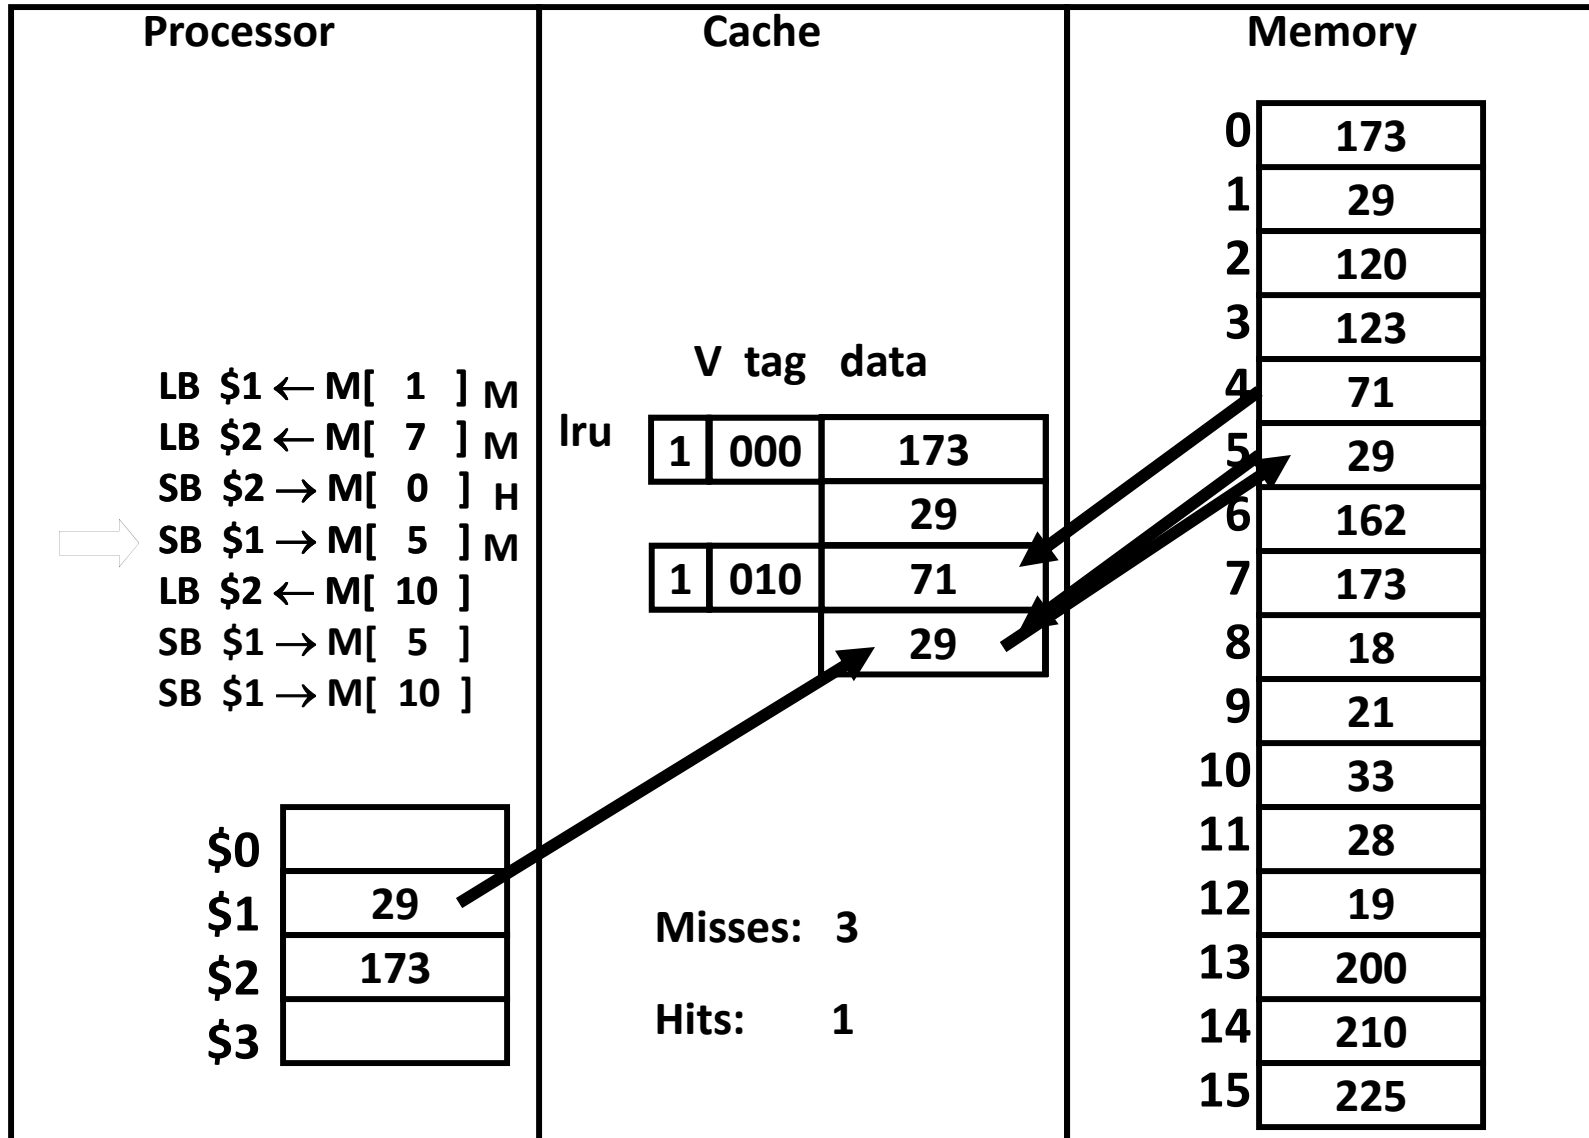 Processor
LB $1 ← M[ 1 ] M
LB $2 ← M[ 7 ] M
SB $2 → M[ 0 ] H
SB $1 → M[ 5 ] M
LB $2 ← M[ 10 ]
SB $1 → M[ 5 ]
SB $1 → M[ 10 ]
$0
$1 29
$2 173
$3
Cache
V tag data
lru 1 000 173
29
1 010 71
29
Misses: 3
Hits: 1
Memory
0 173
1 29
2 120
3 123
4 71
5 29
6 162
7 173
8 18
9 21
10 33
11 28
12 19
13 200
14 210
15 225